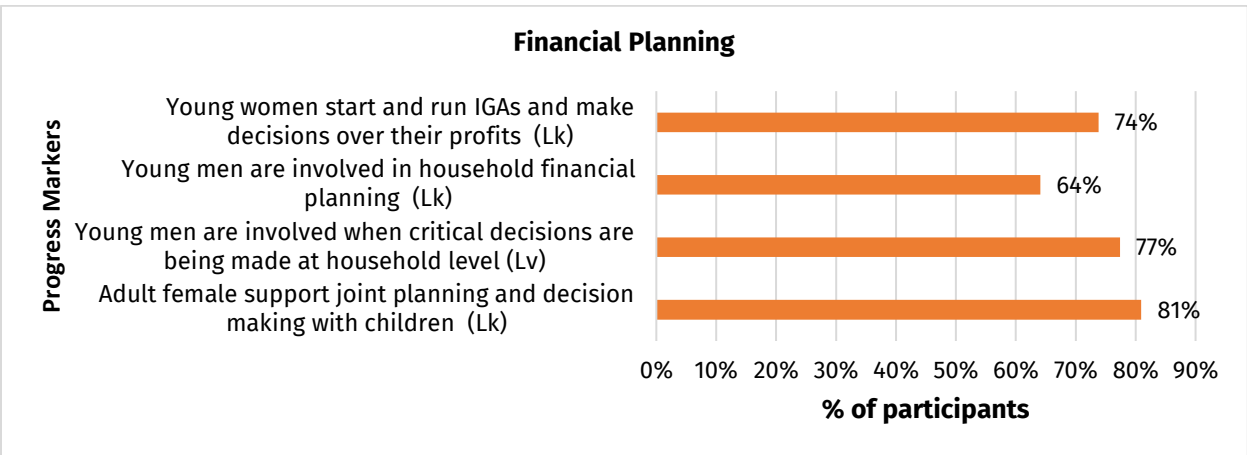 Financial Planning
Progress Markers
Young women start and run IGAs and make
decisions over their profits (Lk)
74%
Young men are involved in household financial
planning (Lk)
64%
Young men are involved when critical decisions are
being made at household level (Lv)
77%
Adult female support joint planning and decision
making with children (Lk)
81%
0% 10% 20% 30% 40% 50% 60% 70% 80% 90%
% of participants